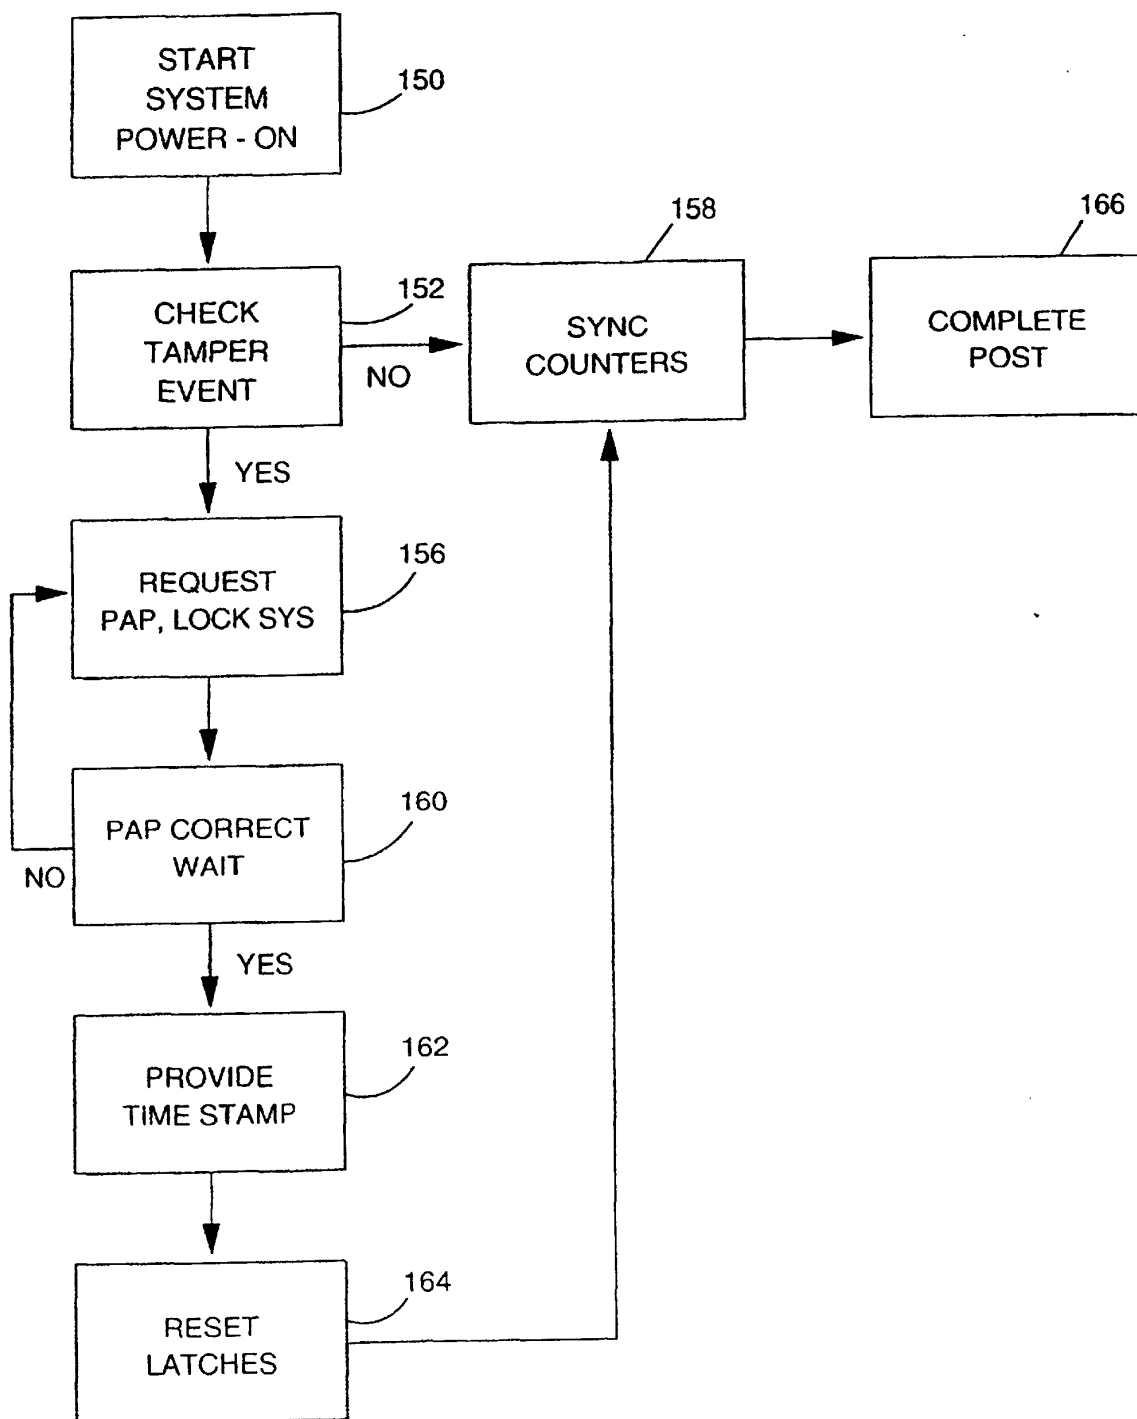 START
SYSTEM
POWER - ON
150
CHECK
TAMPER
EVENT
152
NO
158
SYNC
COUNTERS
166
COMPLETE
POST
YES
REQUEST
PAP, LOCK SYS
156
PAP CORRECT
WAIT
160
NO
YES
PROVIDE
TIME STAMP
162
RESET
LATCHES
164